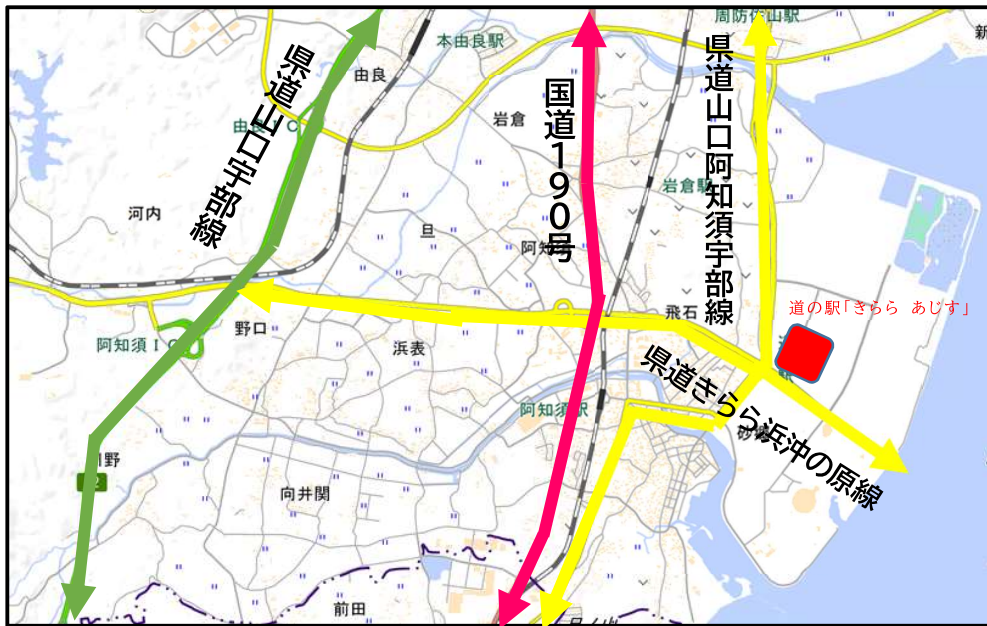 周防佐山駅
新
本由良駅
県道山口宇部線
由良
国道190号
県道山口阿知須宇部線
岩倉
由良IC
岩倉駅
河内
旦
阿知須
道の駅「きらら あじす」
飛石
野口
阿知須IC
浜表
県道きらら浜沖の原線
阿知須駅
砂郷
向井関
前田